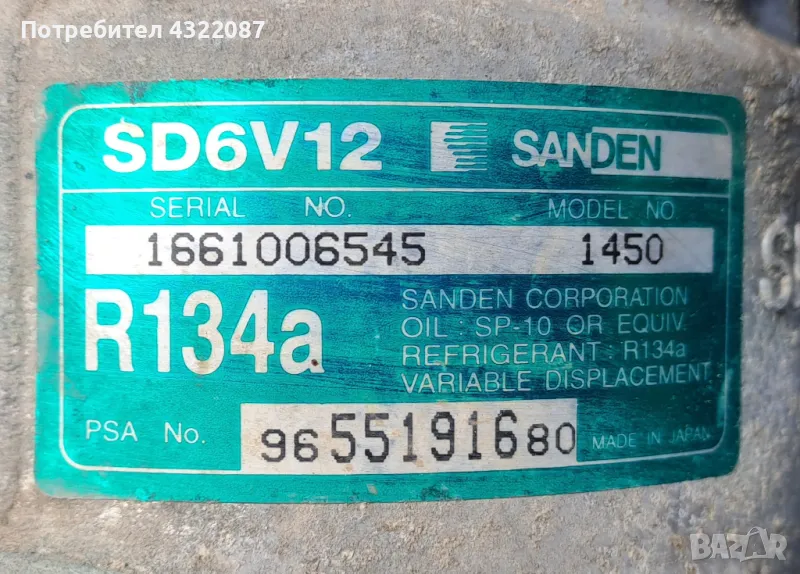 Потребител 4322087
SD6V12 SANDEN
SERIAL NO. MODEL NO
1661006545 1450
R134a
SANDEN CORPORATION
OIL : SP-10 OR EQUIV.
REFRIGERANT : R134a
VARIABLE DISPLACEMENT
PSA No. 9655191680 MADE IN JAPAN
BAZAR